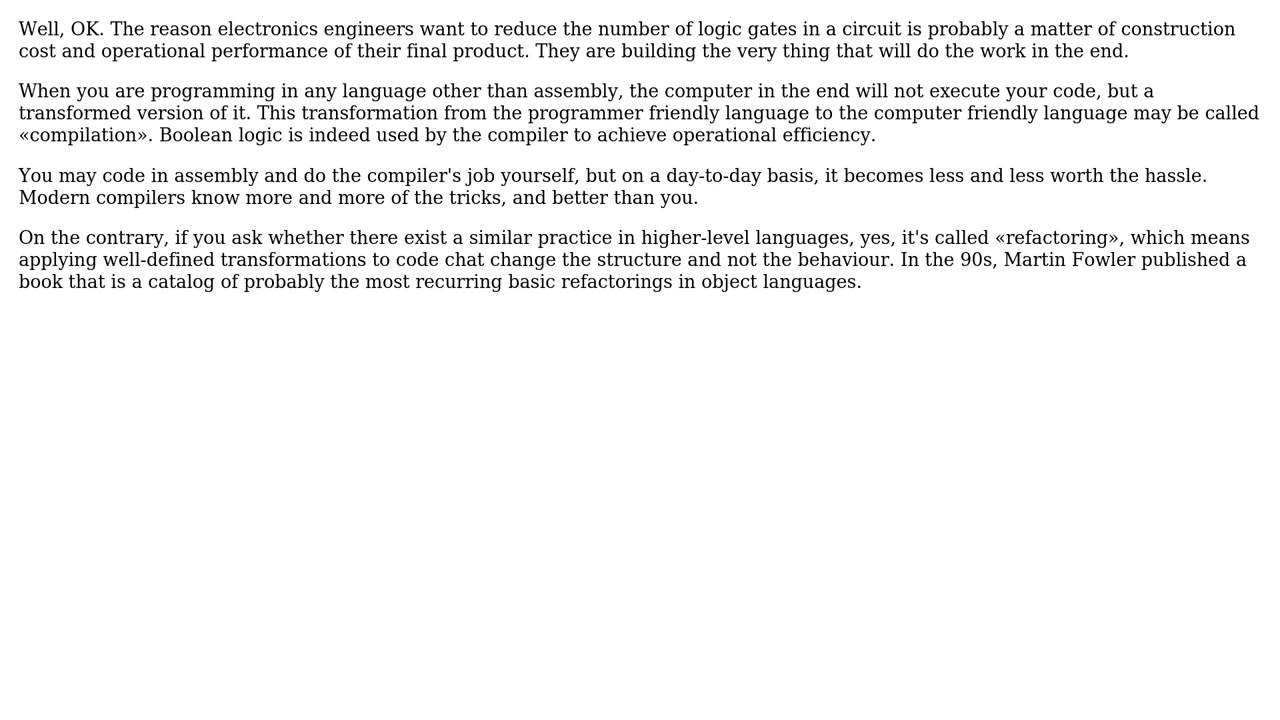 Well, OK. The reason electronics engineers want to reduce the number of logic gates in a circuit is probably a matter of construction
cost and operational performance of their final product. They are building the very thing that will do the work in the end.
When you are programming in any language other than assembly, the computer in the end will not execute your code, but a
transformed version of it. This transformation from the programmer friendly language to the computer friendly language may be called
«compilation». Boolean logic is indeed used by the compiler to achieve operational efficiency.
You may code in assembly and do the compiler's job yourself, but on a day-to-day basis, it becomes less and less worth the hassle.
Modern compilers know more and more of the tricks, and better than you.
On the contrary, if you ask whether there exist a similar practice in higher-level languages, yes, it's called «refactoring», which means
applying well-defined transformations to code chat change the structure and not the behaviour. In the 90s, Martin Fowler published a
book that is a catalog of probably the most recurring basic refactorings in object languages.